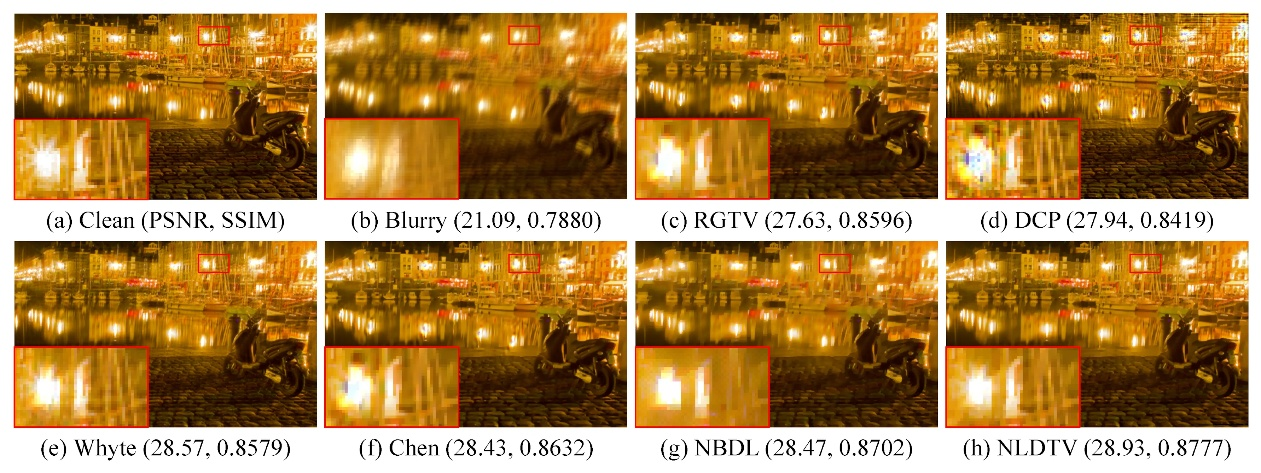 (a) Clean (PSNR, SSIM) (b) Blurry (21.09, 0.7880) (c) RGTV (27.63, 0.8596) (d) DCP (27.94, 0.8419)
(e) Whyte (28.57, 0.8579) (f) Chen (28.43, 0.8632) (g) NBDL (28.47, 0.8702) (h) NLDTV (28.93, 0.8777)